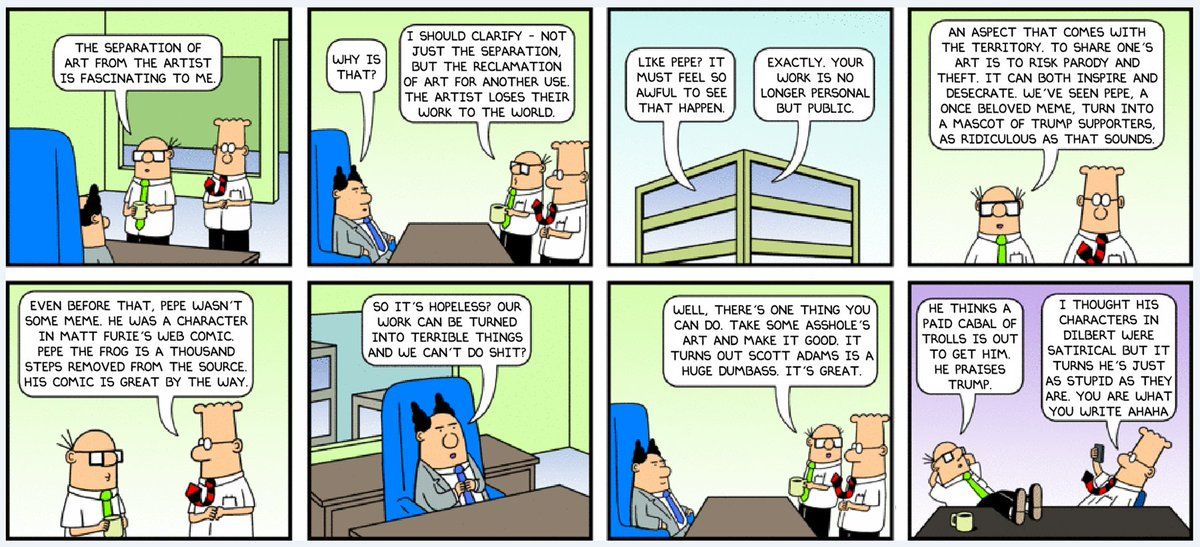 THE SEPARATION OF
ART FROM THE ARTIST
IS FASCINATING TO ME.
WHY IS
THAT?
I SHOULD CLARIFY - NOT
JUST THE SEPARATION,
BUT THE RECLAMATION
OF ART FOR ANOTHER USE.
THE ARTIST LOSES THEIR
WORK TO THE WORLD.
LIKE PEPE? IT
MUST FEEL SO
AWFUL TO SEE
THAT HAPPEN.
EXACTLY. YOUR
WORK IS NO
LONGER PERSONAL
BUT PUBLIC.
AN ASPECT THAT COMES WITH
THE TERRITORY. TO SHARE ONE'S
ART IS TO RISK PARODY AND
THEFT. IT CAN BOTH INSPIRE AND
DESECRATE. WE'VE SEEN PEPE, A
ONCE BELOVED MEME, TURN INTO
A MASCOT OF TRUMP SUPPORTERS,
AS RIDICULOUS AS THAT SOUNDS.
EVEN BEFORE THAT, PEPE WASN'T
SOME MEME. HE WAS A CHARACTER
IN MATT FURIE'S WEB COMIC.
PEPE THE FROG IS A THOUSAND
STEPS REMOVED FROM THE SOURCE.
HIS COMIC IS GREAT BY THE WAY.
SO IT'S HOPELESS? OUR
WORK CAN BE TURNED
INTO TERRIBLE THINGS
AND WE CAN'T DO SHIT?
WELL, THERE'S ONE THING YOU
CAN DO. TAKE SOME ASSHOLE'S
ART AND MAKE IT GOOD. IT
TURNS OUT SCOTT ADAMS IS A
HUGE DUMBASS. IT'S GREAT.
HE THINKS A
PAID CABAL OF
TROLLS IS OUT
TO GET HIM.
HE PRAISES
TRUMP.
I THOUGHT HIS
CHARACTERS IN
DILBERT WERE
SATIRICAL BUT IT
TURNS HE'S JUST
AS STUPID AS THEY
ARE. YOU ARE WHAT
YOU WRITE AHAHA